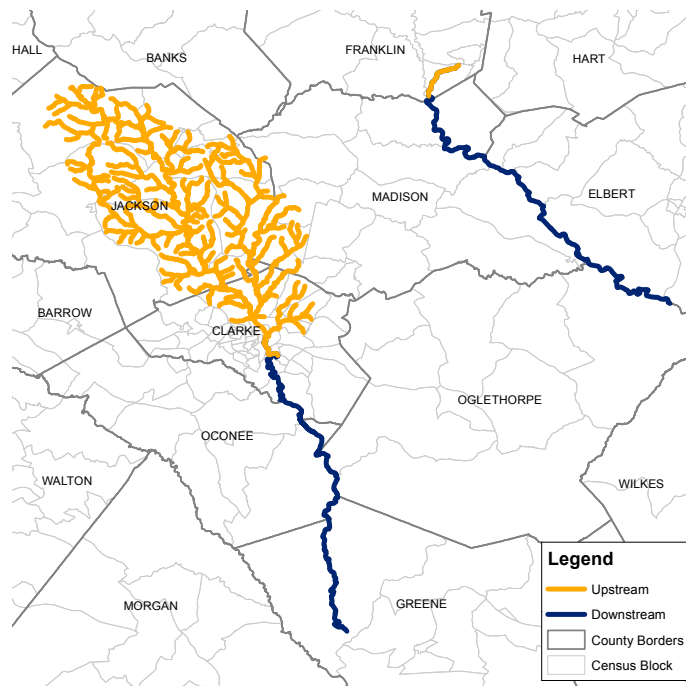 HALL
BANKS
FRANKLIN
HART
JACKSON
MADISON
ELBERT
BARROW
CLARKE
OGLETHORPE
OCONEE
WALTON
WILKES
MORGAN
GREENE
Legend
Upstream
Downstream
County Borders
Census Block